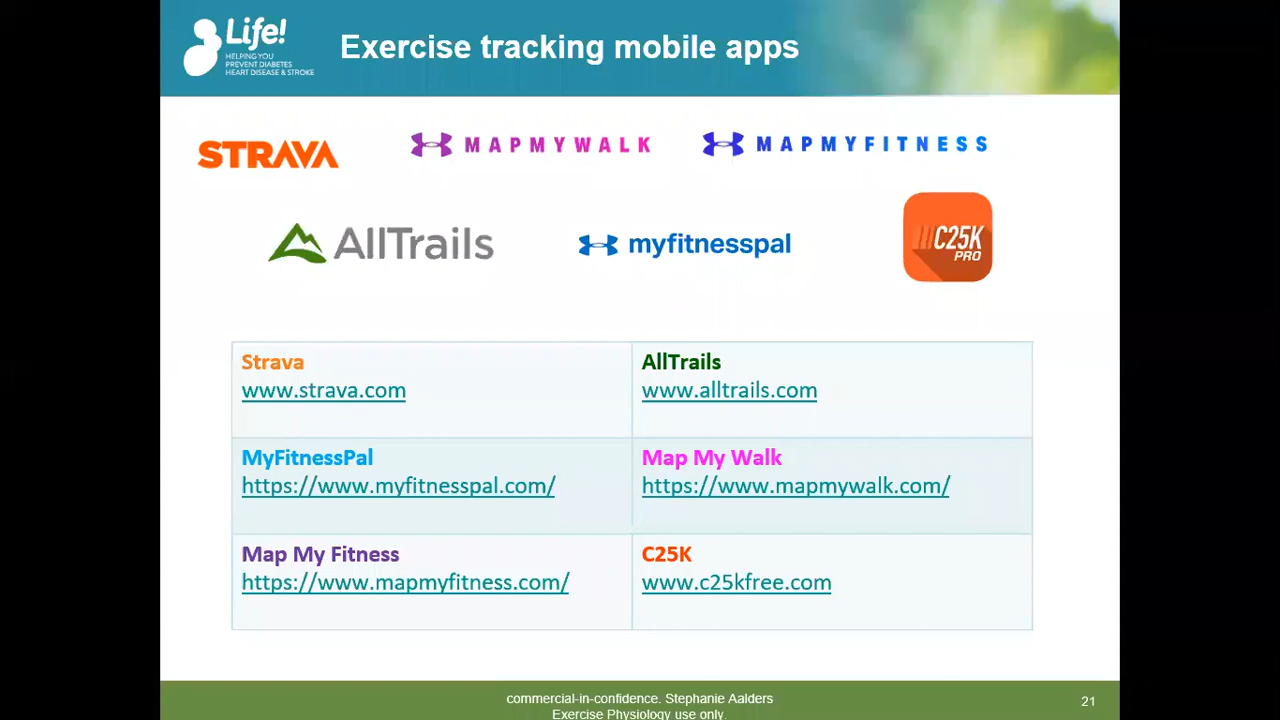 Life!
HELPING YOU
PREVENT DIABETES
HEART DISEASE & STROKE
Exercise tracking mobile apps
STRAVA
MAPMYWALK
MAPMYFITNESS
AllTrails
myfitnesspal
C25K
PRO
Strava
www.strava.com
AllTrails
www.alltrails.com
MyFitnessPal
https://www.myfitnesspal.com/
Map My Walk
https://www.mapmywalk.com/
Map My Fitness
https://www.mapmyfitness.com/
C25K
www.c25kfree.com
commercial-in-confidence. Stephanie Aalders
Exercise Physiology use only.
21